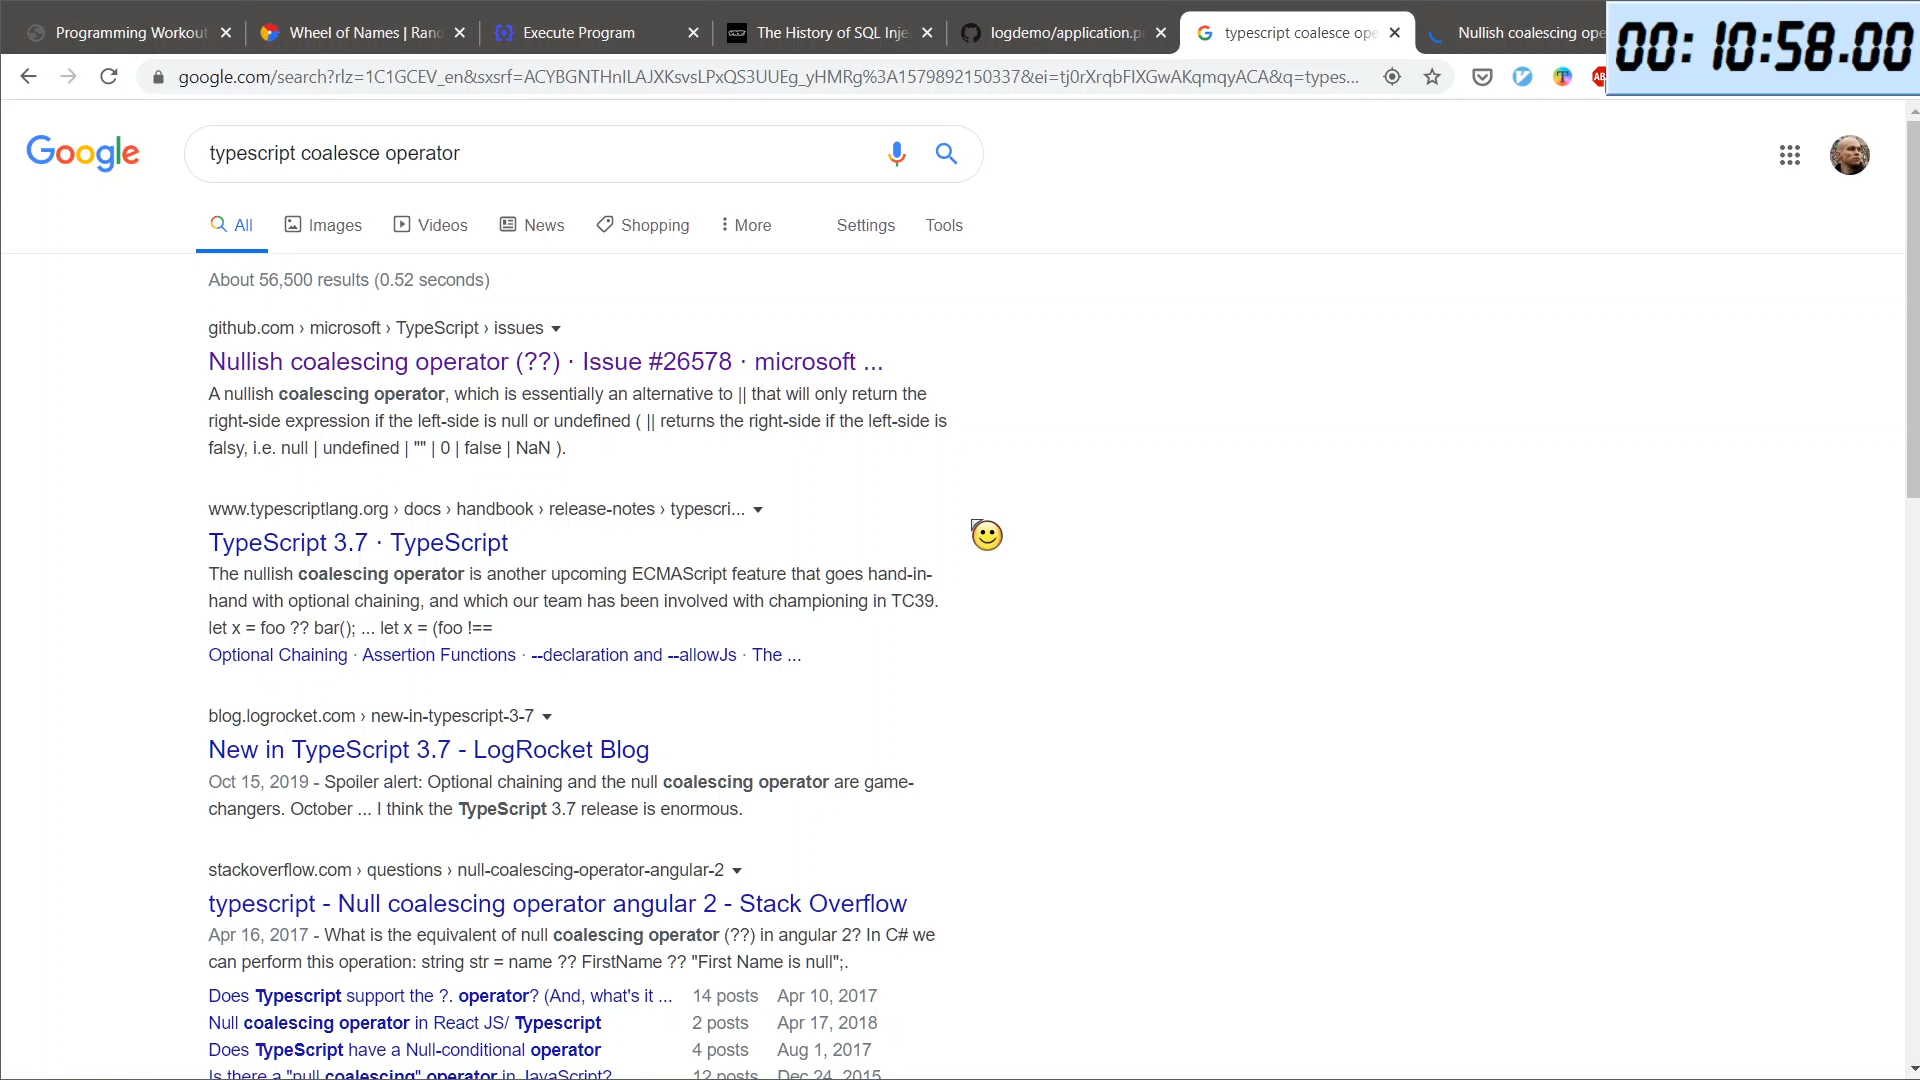 Programming Workout
Wheel of Names | Rand
Execute Program
The History of SQL Inje
logdemo/application.p
typescript coalesce ope
Nullish coalescing ope
00:10:58.00
google.com/search?rlz=1C1GCEV_en&sxsrf=ACYBGNTHnILAJXKsvsLPxQS3UUEg_yHMRg%3A1579892150337&ei=tj0rXrqbFIXGwAKqmqyACA&q=types...
AB
Google
typescript coalesce operator
All
Images
Videos
News
Shopping
More
Settings
Tools
About 56,500 results (0.52 seconds)
github.com › microsoft › TypeScript › issues
Nullish coalescing operator (??) · Issue #26578 · microsoft ...
A nullish coalescing operator, which is essentially an alternative to || that will only return the
right-side expression if the left-side is null or undefined ( || returns the right-side if the left-side is
falsy, i.e. null | undefined | "" | 0 | false | NaN ).
www.typescriptlang.org › docs › handbook › release-notes › typescri...
TypeScript 3.7 · TypeScript
The nullish coalescing operator is another upcoming ECMAScript feature that goes hand-in-
hand with optional chaining, and which our team has been involved with championing in TC39.
let x = foo ?? bar(); ... let x = (foo !==
Optional Chaining · Assertion Functions · --declaration and --allowJs · The ...
blog.logrocket.com › new-in-typescript-3-7
New in TypeScript 3.7 - LogRocket Blog
Oct 15, 2019 - Spoiler alert: Optional chaining and the null coalescing operator are game-
changers. October ... I think the TypeScript 3.7 release is enormous.
stackoverflow.com › questions › null-coalescing-operator-angular-2
typescript - Null coalescing operator angular 2 - Stack Overflow
Apr 16, 2017 - What is the equivalent of null coalescing operator (??) in angular 2? In C# we
can perform this operation: string str = name ?? FirstName ?? "First Name is null";.
Does Typescript support the ?. operator? (And, what's it ... 14 posts Apr 10, 2017
Null coalescing operator in React JS/ Typescript 2 posts Apr 17, 2018
Does TypeScript have a Null-conditional operator 4 posts Aug 1, 2017
Is there a "null coalescing" operator in JavaScript? 12 posts Dec 24, 2015